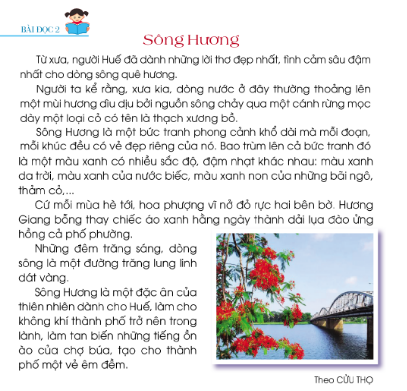 BÀI ĐỌC 2
Sông Hương
Từ xưa, người Huế đã dành những lời thơ đẹp nhất, tình cảm sâu đậm
nhất cho dòng sông quê hương.
Người ta kể rằng, xưa kia, dòng nước ở đây thường thoảng lên
một mùi hương dìu dịu bởi nguồn sông chảy qua một cánh rừng mọc
dày một loại cỏ có tên là thạch xương bồ.
Sông Hương là một bức tranh phong cảnh khổ dài mà mỗi đoạn,
mỗi khúc đều có vẻ đẹp riêng của nó. Bao trùm lên cả bức tranh đó
là một màu xanh có nhiều sắc độ, đậm nhạt khác nhau: màu xanh
da trời, màu xanh của nước biếc, màu xanh non của những bãi ngô,
thảm cỏ,...
Cứ mỗi mùa hè tới, hoa phượng vĩ nở đỏ rực hai bên bờ. Hương
Giang bỗng thay chiếc áo xanh hằng ngày thành dải lụa đào ửng
hồng cả phố phường.
Những đêm trăng sáng, dòng
sông là một đường trăng lung linh
dát vàng.
Sông Hương là một đặc ân của
thiên nhiên dành cho Huế, làm cho
không khí thành phố trở nên trong
lành, làm tan biến những tiếng ồn
ào của chợ búa, tạo cho thành
phố một vẻ êm đềm.
Theo CỬU THỌ